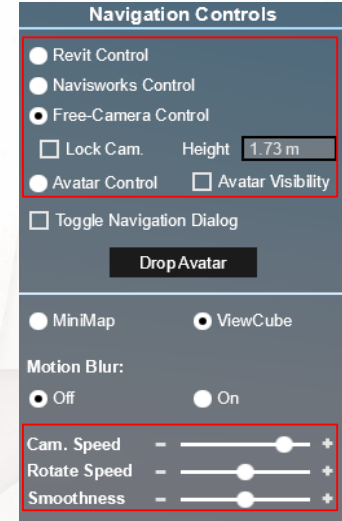 Navigation Controls
Revit Control
Navisworks Control
Free-Camera Control
Lock Cam. Height 1.73 m
Avatar Control Avatar Visibility
Toggle Navigation Dialog
Drop Avatar
MiniMap ViewCube
Motion Blur:
Off On
Cam. Speed - +
Rotate Speed - +
Smoothness - +